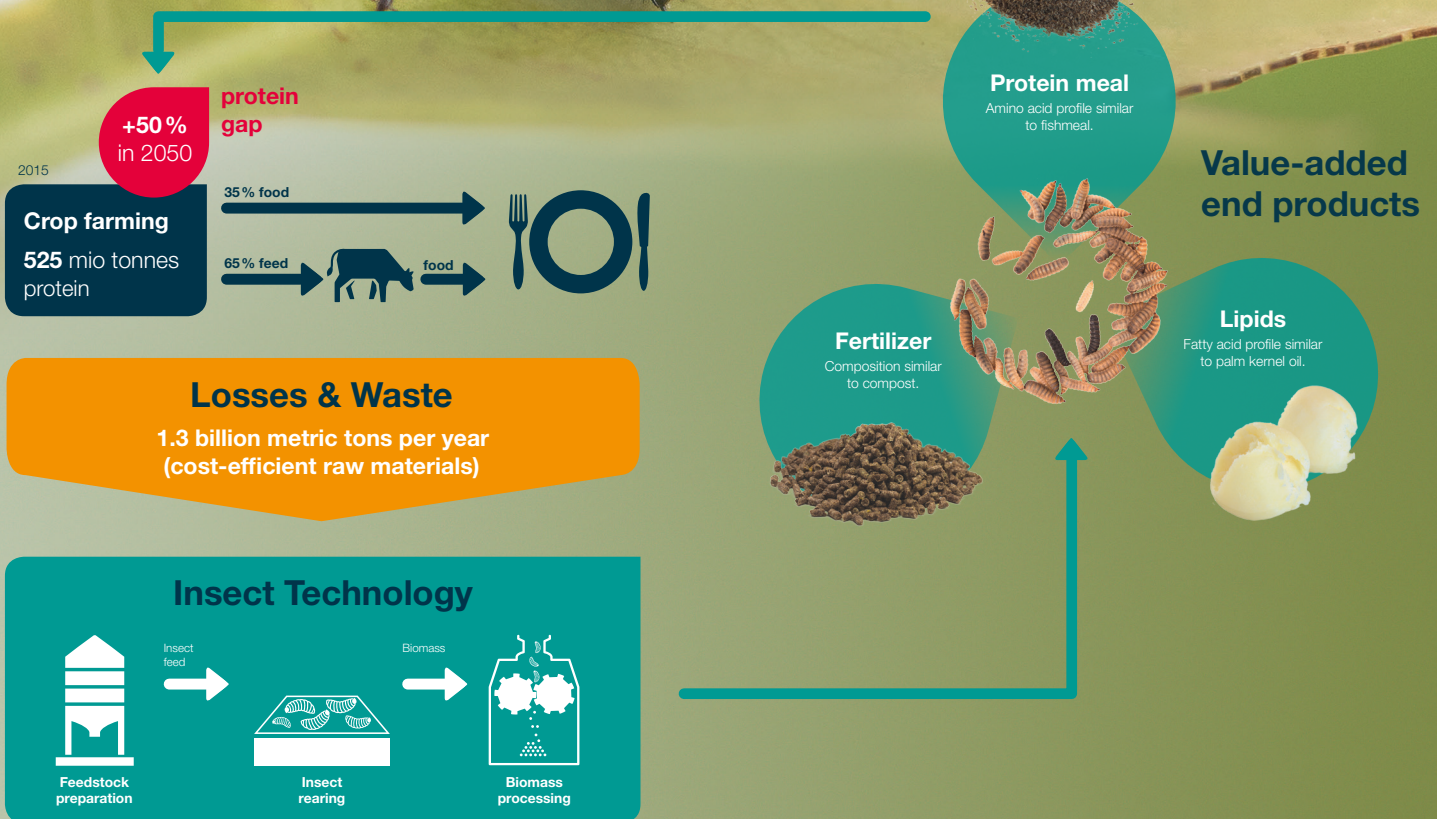 protein
gap
+50 %
in 2050
2015
Crop farming
525 mio tonnes
protein
35 % food
65 % feed
food
Losses & Waste
1.3 billion metric tons per year
(cost-efficient raw materials)
Insect Technology
Insect
feed
Biomass
Feedstock
preparation
Insect
rearing
Biomass
processing
Protein meal
Amino acid profile similar
to fishmeal.
Value-added
end products
Fertilizer
Composition similar
to compost.
Lipids
Fatty acid profile similar
to palm kernel oil.